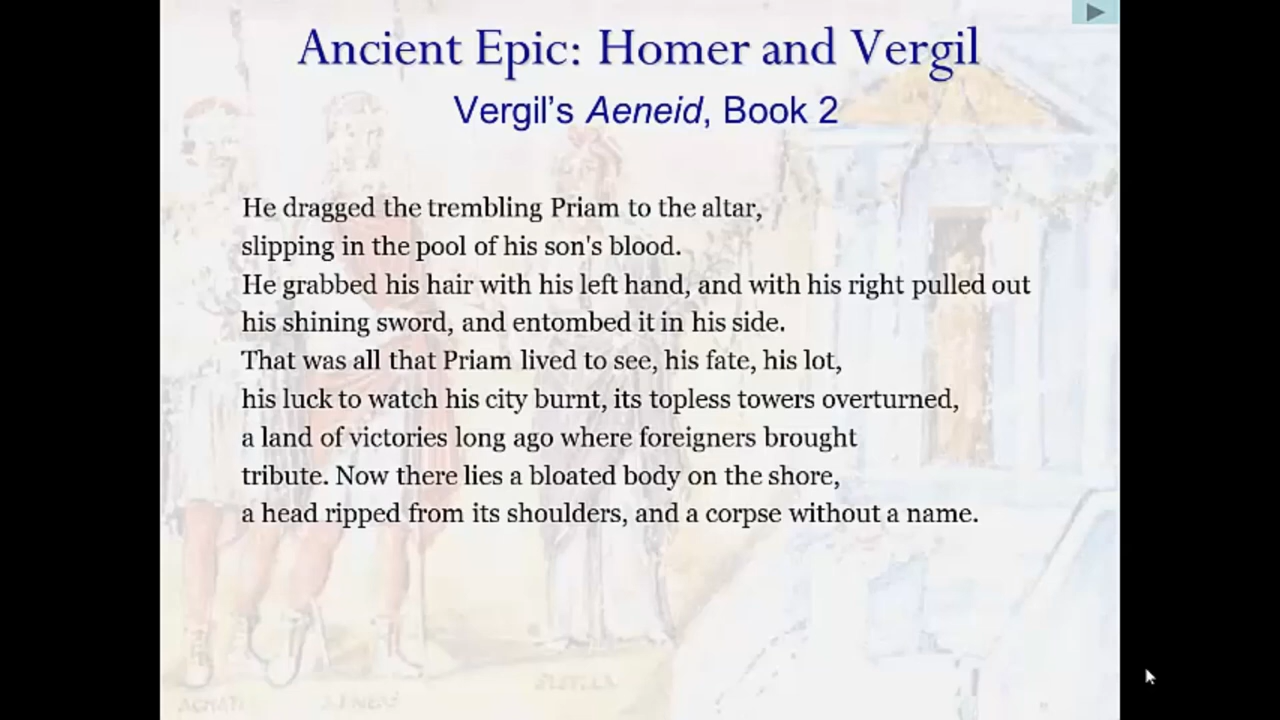 Ancient Epic: Homer and Vergil
Vergil's Aeneid, Book 2
He dragged the trembling Priam to the altar,
slipping in the pool of his son's blood.
He grabbed his hair with his left hand, and with his right pulled out
his shining sword, and entombed it in his side.
That was all that Priam lived to see, his fate, his lot,
his luck to watch his city burnt, its topless towers overturned,
a land of victories long ago where foreigners brought
tribute. Now there lies a bloated body on the shore,
a head ripped from its shoulders, and a corpse without a name.